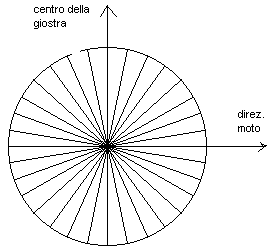 centro della
giostra
direz.
moto